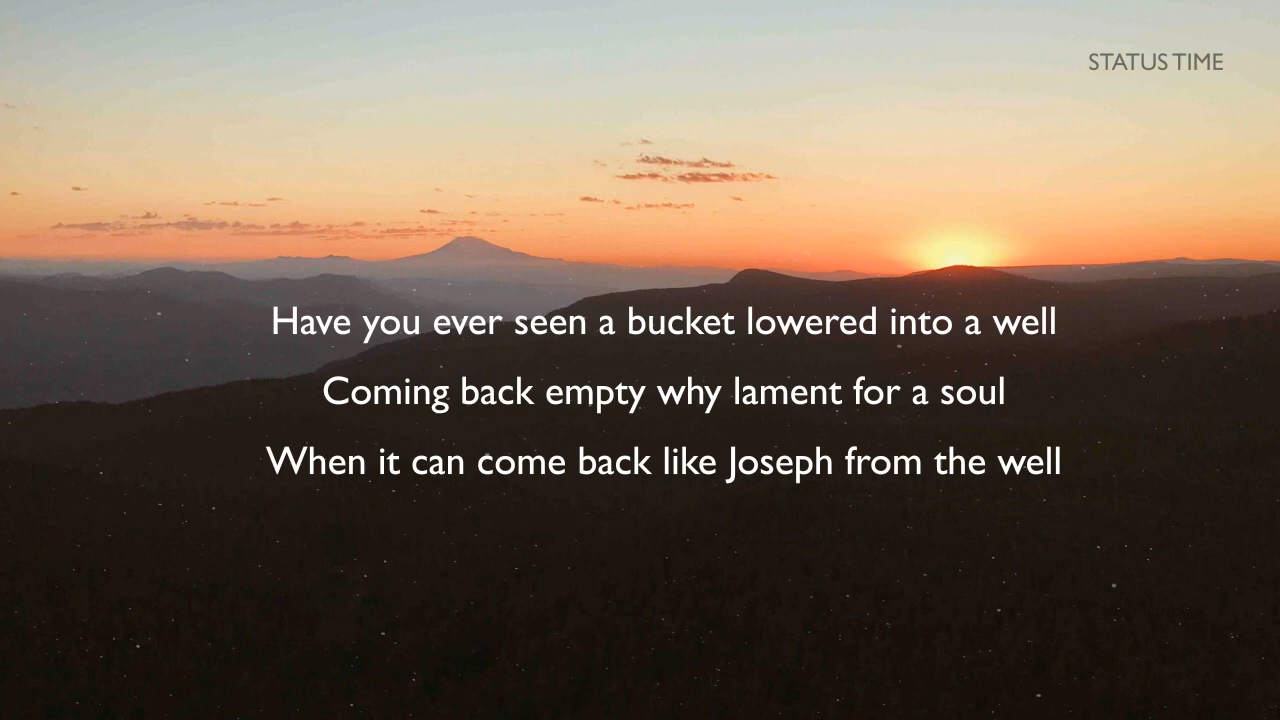 STATUS TIME
Have you ever seen a bucket lowered into a well
Coming back empty why lament for a soul
When it can come back like Joseph from the well